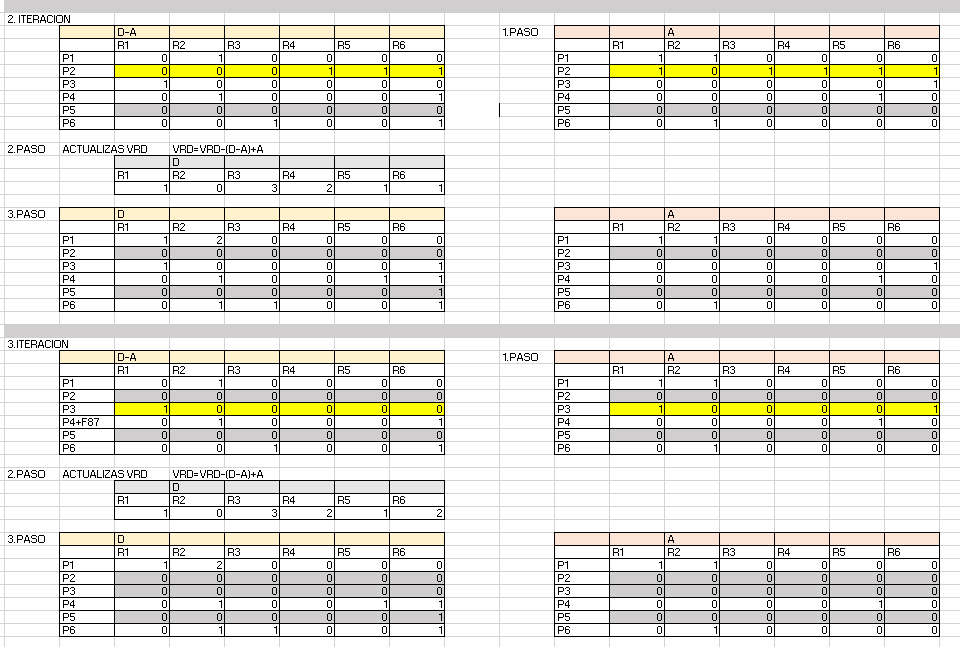 2. ITERACION
D-A 1.PASO A
R1 R2 R3 R4 R5 R6 R1 R2 R3 R4 R5 R6
P1 0 1 0 0 0 0 P1 1 1 0 0 0 0
P2 0 0 0 1 1 1 P2 1 0 1 1 1 1
P3 1 0 0 0 0 0 P3 0 0 0 0 0 1
P4 0 1 0 0 0 1 P4 0 0 0 0 1 0
P5 0 0 0 0 0 0 P5 0 0 0 0 0 0
P6 0 0 1 0 0 1 P6 0 1 0 0 0 0
2.PASO ACTUALIZAS VRD VRD=VRD-(D-A)+A
D
R1 R2 R3 R4 R5 R6
1 0 3 2 1 1
3.PASO D A
R1 R2 R3 R4 R5 R6 R1 R2 R3 R4 R5 R6
P1 1 2 0 0 0 0 P1 1 1 0 0 0 0
P2 0 0 0 0 0 0 P2 0 0 0 0 0 0
P3 1 0 0 0 0 1 P3 0 0 0 0 0 1
P4 0 1 0 0 1 1 P4 0 0 0 0 1 0
P5 0 0 0 0 0 1 P5 0 0 0 0 0 0
P6 0 1 1 0 0 1 P6 0 1 0 0 0 0
3.ITERACION
D-A 1.PASO A
R1 R2 R3 R4 R5 R6 R1 R2 R3 R4 R5 R6
P1 0 1 0 0 0 0 P1 1 1 0 0 0 0
P2 0 0 0 0 0 0 P2 0 0 0 0 0 0
P3 1 0 0 0 0 0 P3 1 0 0 0 0 1
P4+F87 0 1 0 0 0 1 P4 0 0 0 0 1 0
P5 0 0 0 0 0 0 P5 0 0 0 0 0 0
P6 0 0 1 0 0 1 P6 0 1 0 0 0 0
2.PASO ACTUALIZAS VRD VRD=VRD-(D-A)+A
D
R1 R2 R3 R4 R5 R6
1 0 3 2 1 2
3.PASO D A
R1 R2 R3 R4 R5 R6 R1 R2 R3 R4 R5 R6
P1 1 2 0 0 0 0 P1 1 1 0 0 0 0
P2 0 0 0 0 0 0 P2 0 0 0 0 0 0
P3 0 0 0 0 0 0 P3 0 0 0 0 0 0
P4 0 1 0 0 1 1 P4 0 0 0 0 1 0
P5 0 0 0 0 0 1 P5 0 0 0 0 0 0
P6 0 1 1 0 0 1 P6 0 1 0 0 0 0